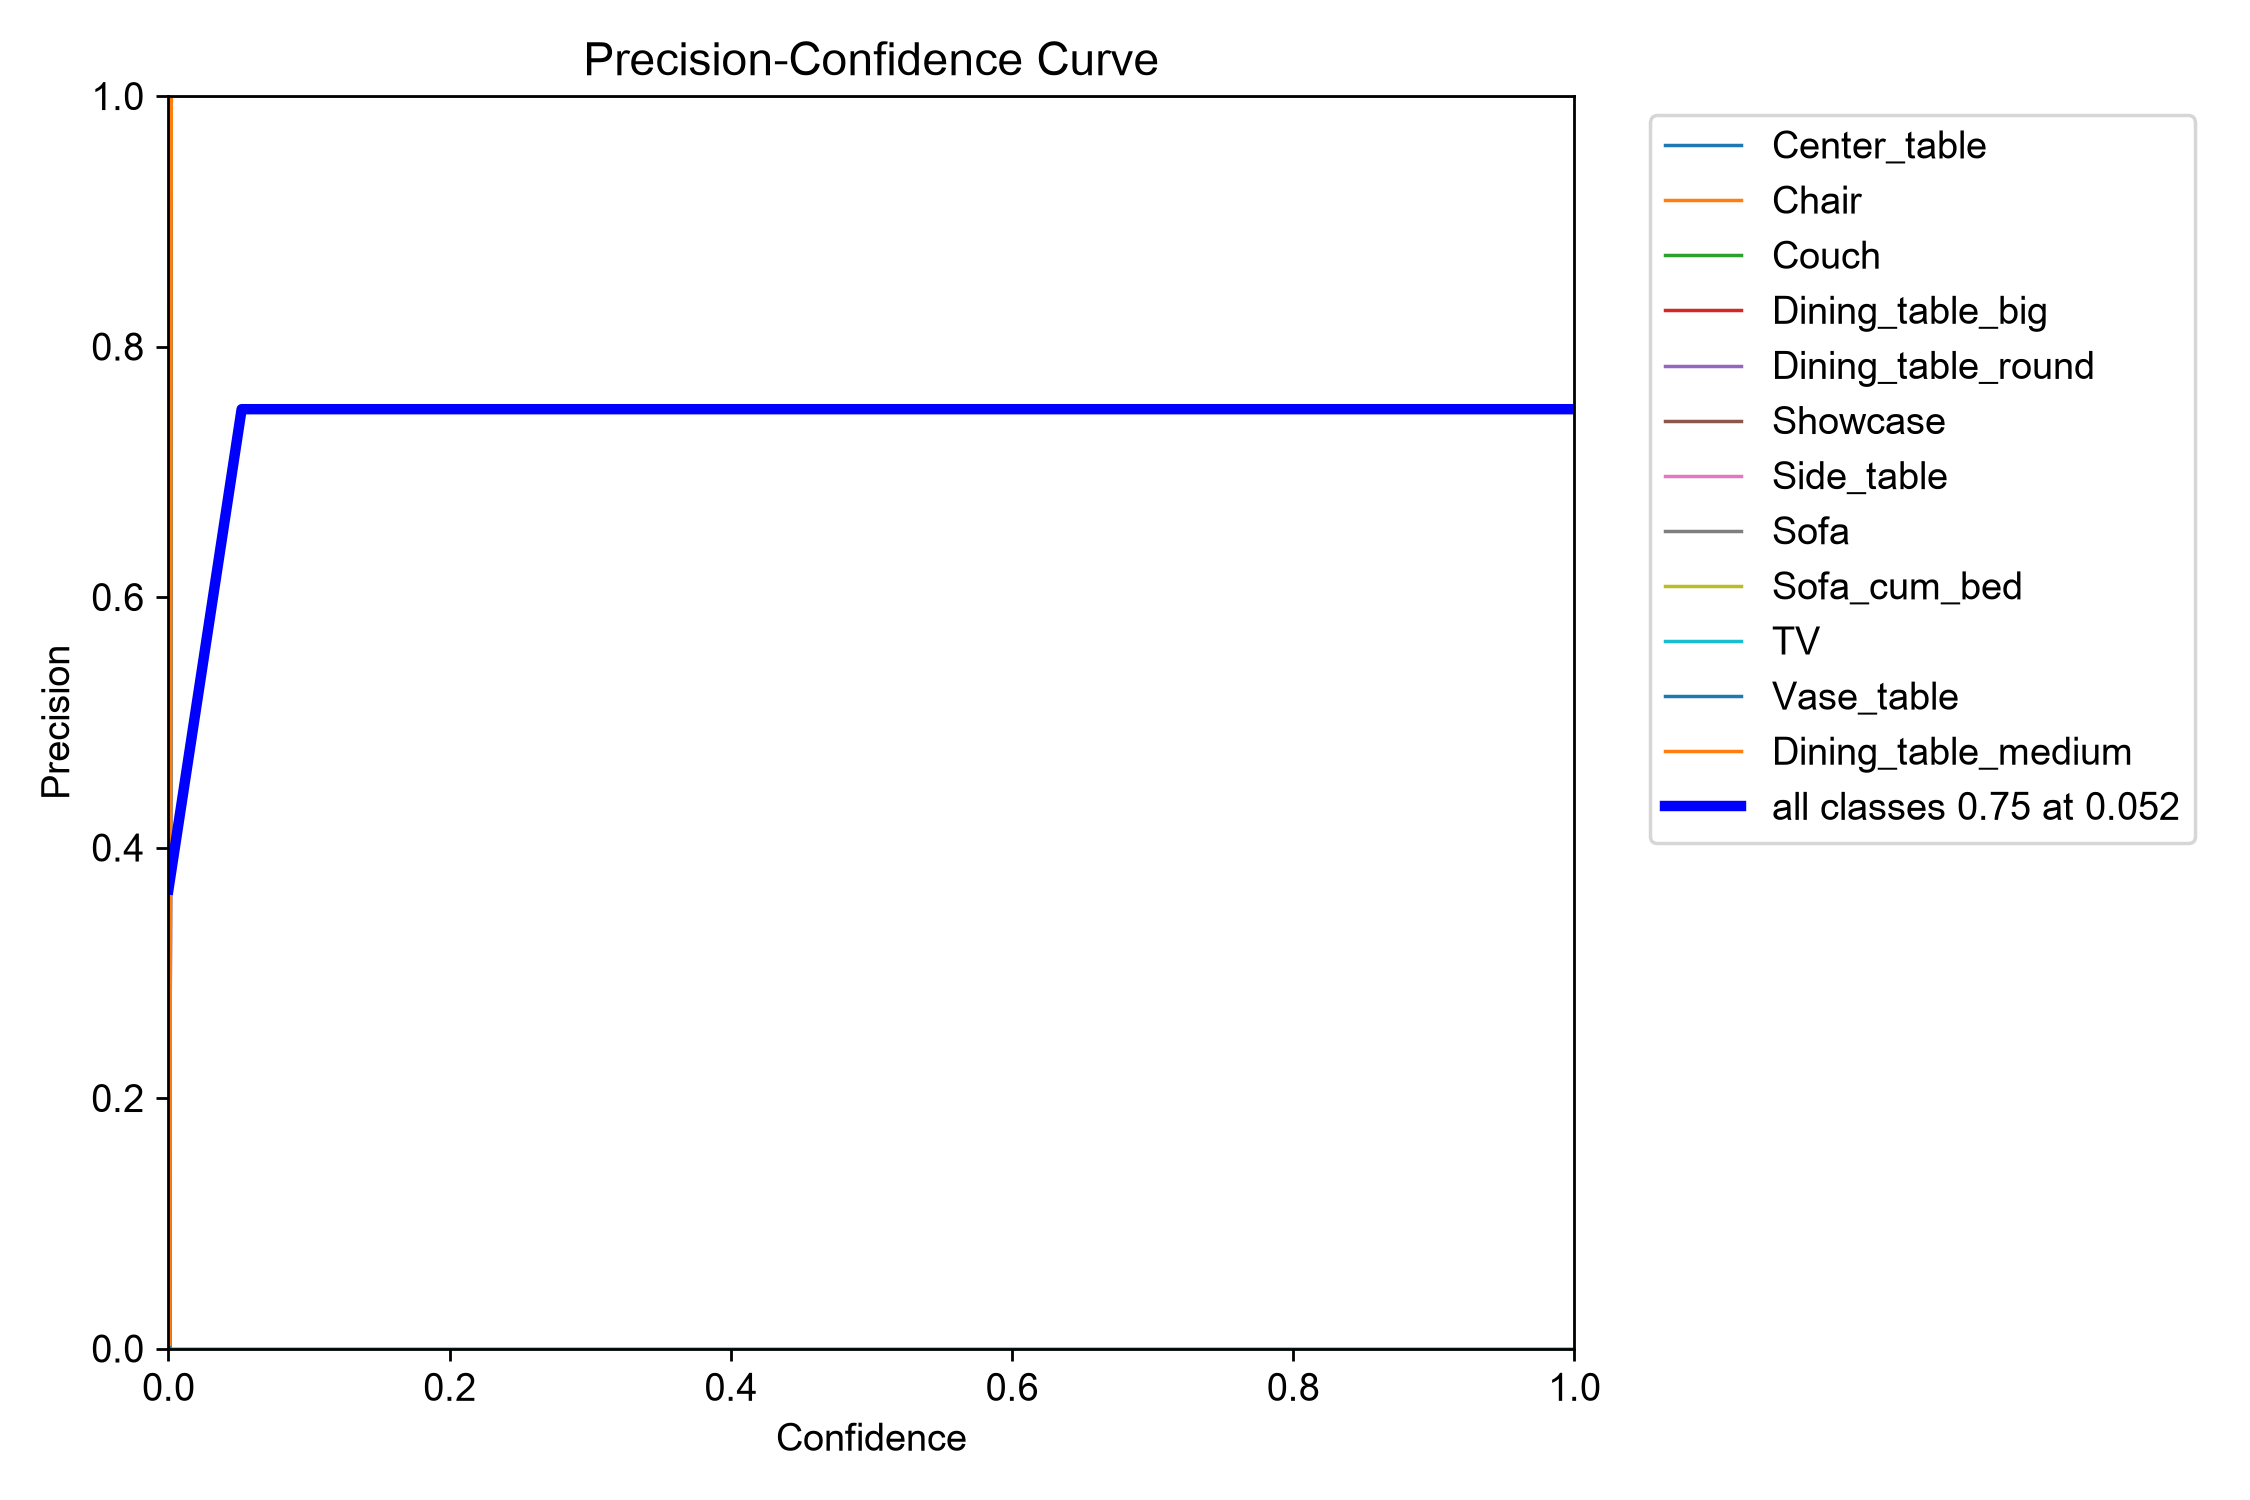 Precision-Confidence Curve
1.0
0.8
0.6
0.4
0.2
0.0
Precision
0.0 0.2 0.4 0.6 0.8 1.0
Confidence
Center_table
Chair
Couch
Dining_table_big
Dining_table_round
Showcase
Side_table
Sofa
Sofa_cum_bed
TV
Vase_table
Dining_table_medium
all classes 0.75 at 0.052